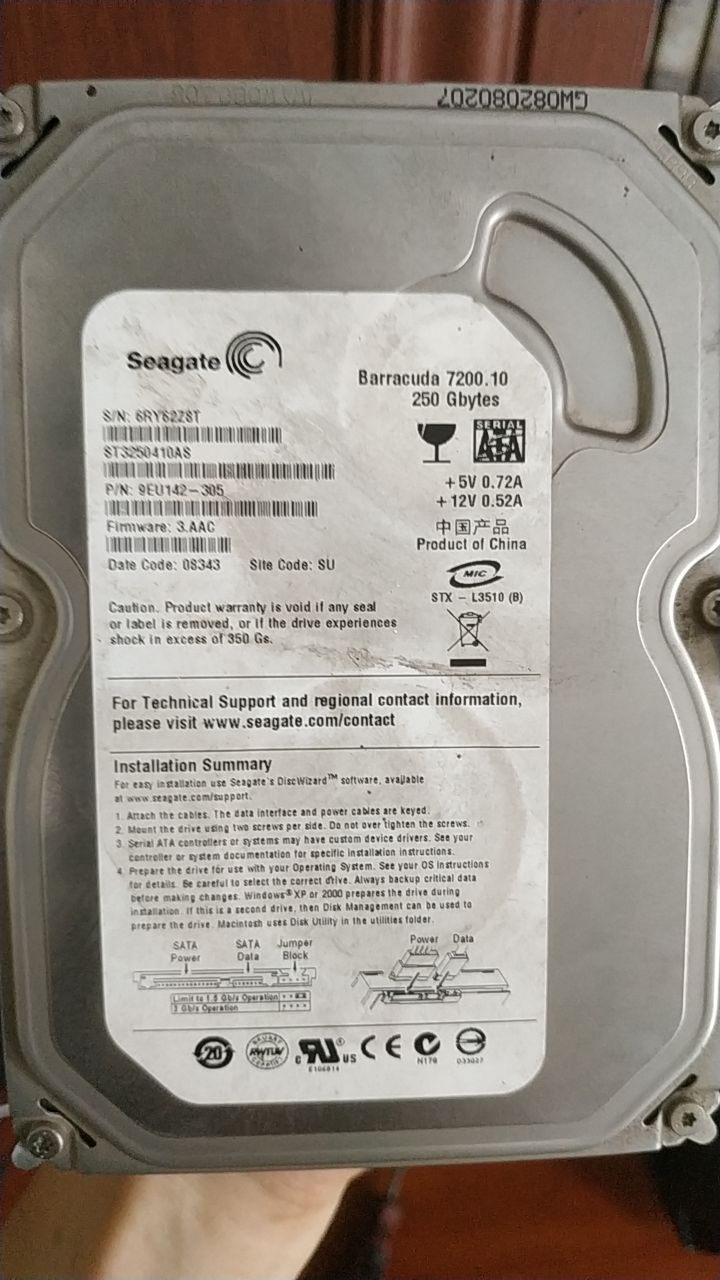 GW082080207
Seagate
Barracuda 7200.10
250 Gbytes
S/N: 6RY62Z8T
ST3250410AS
P/N: 9EU142-305
Firmware: 3.AAC
Date Code: 08343 Site Code: SU
SERIAL
ATA
+5V 0.72A
+12V 0.52A
中国产品
Product of China
MIC
STX - L3510 (B)
Caution. Product warranty is void if any seal
or label is removed, or if the drive experiences
shock in excess of 350 Gs.
For Technical Support and regional contact information,
please visit www.seagate.com/contact
Installation Summary
For easy installation use Seagate's DiscWizard™ software, available
at www.seagate.com/support.
1. Attach the cables. The data interface and power cables are keyed.
2. Mount the drive using two screws per side. Do not over tighten the screws.
3. Serial ATA controllers or systems may have custom device drivers. See your
controller or system documentation for specific installation instructions.
4. Prepare the drive for use with your Operating System. See your OS Instructions
for details. Be careful to select the correct drive. Always backup critical data
before making changes. Windows® XP or 2000 prepares the drive during
installation. If this is a second drive, then Disk Management can be used to
prepare the drive. Macintosh uses Disk Utility in the utilities folder.
SATA Power
SATA Data
Jumper Block
Power Data
Limit to 1.5 Gb/s Operation
3 Gb/s Operation
20
RWTÜV
c RU® US
E106814
CE
N176
D33027